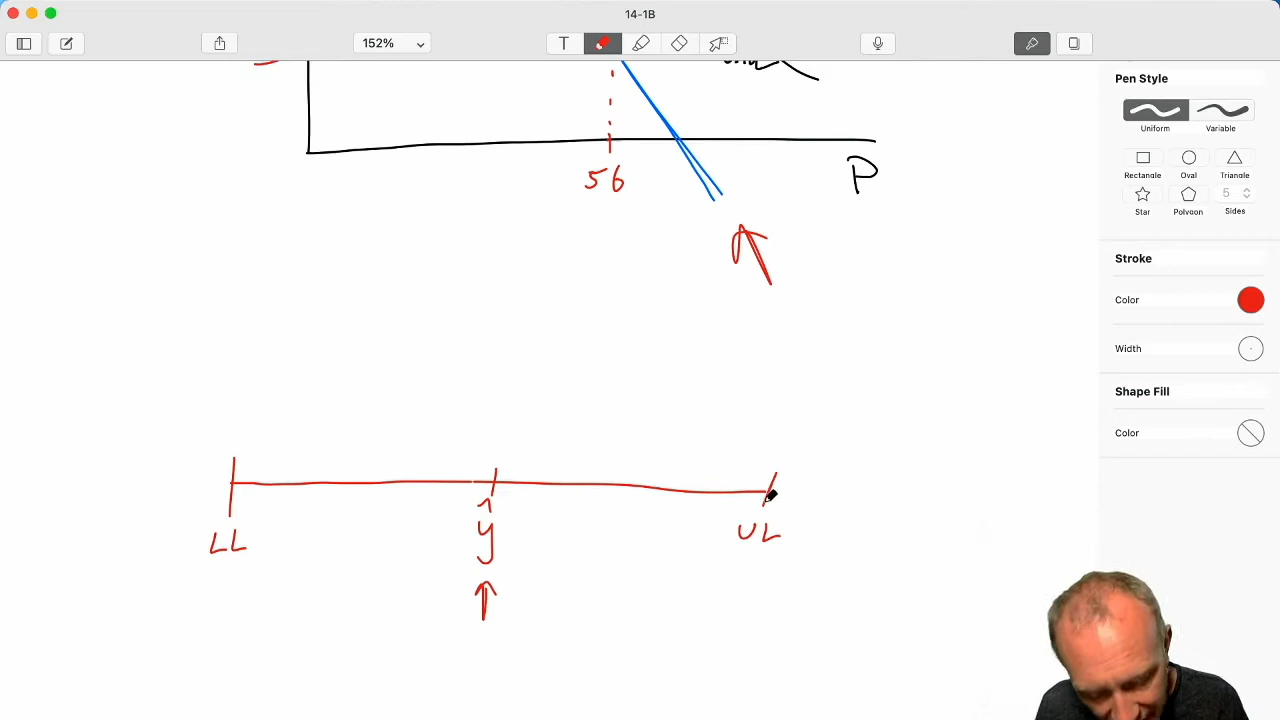 14-1B
152%
T
Pen Style
Uniform
Variable
Rectangle
Oval
Triangle
Star
Polygon
5
Sides
Stroke
Color
Width
Shape Fill
Color
56
P
LL
ŷ
UL